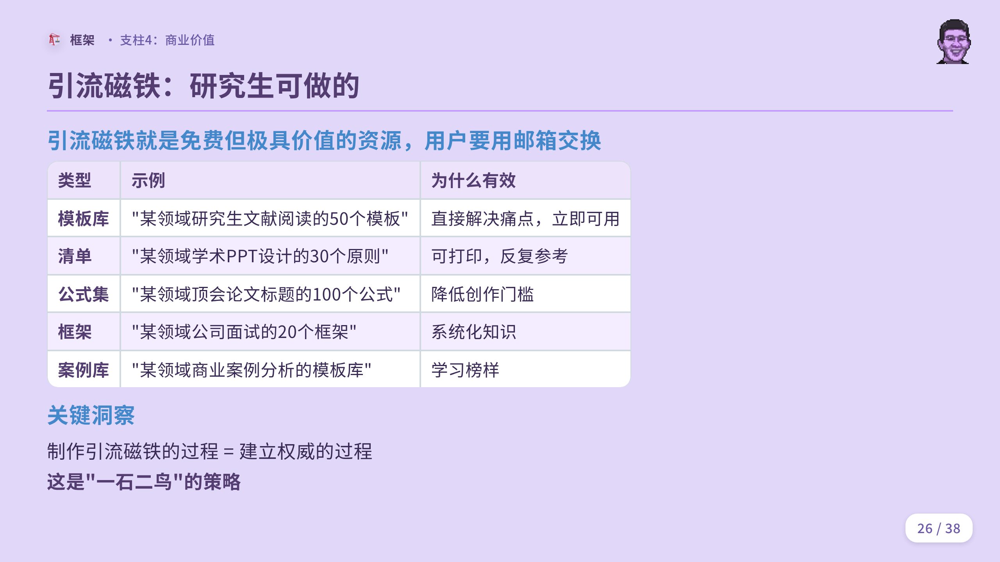 框架 • 支柱4：商业价值
引流磁铁：研究生可做的
引流磁铁就是免费但极具价值的资源，用户要用邮箱交换
类型 示例 为什么有效
模板库 "某领域研究生文献阅读的50个模板" 直接解决痛点，立即可用
清单 "某领域学术PPT设计的30个原则" 可打印，反复参考
公式集 "某领域顶会论文标题的100个公式" 降低创作门槛
框架 "某领域公司面试的20个框架" 系统化知识
案例库 "某领域商业案例分析的模板库" 学习榜样
关键洞察
制作引流磁铁的过程 = 建立权威的过程
这是"一石二鸟"的策略
26 / 38